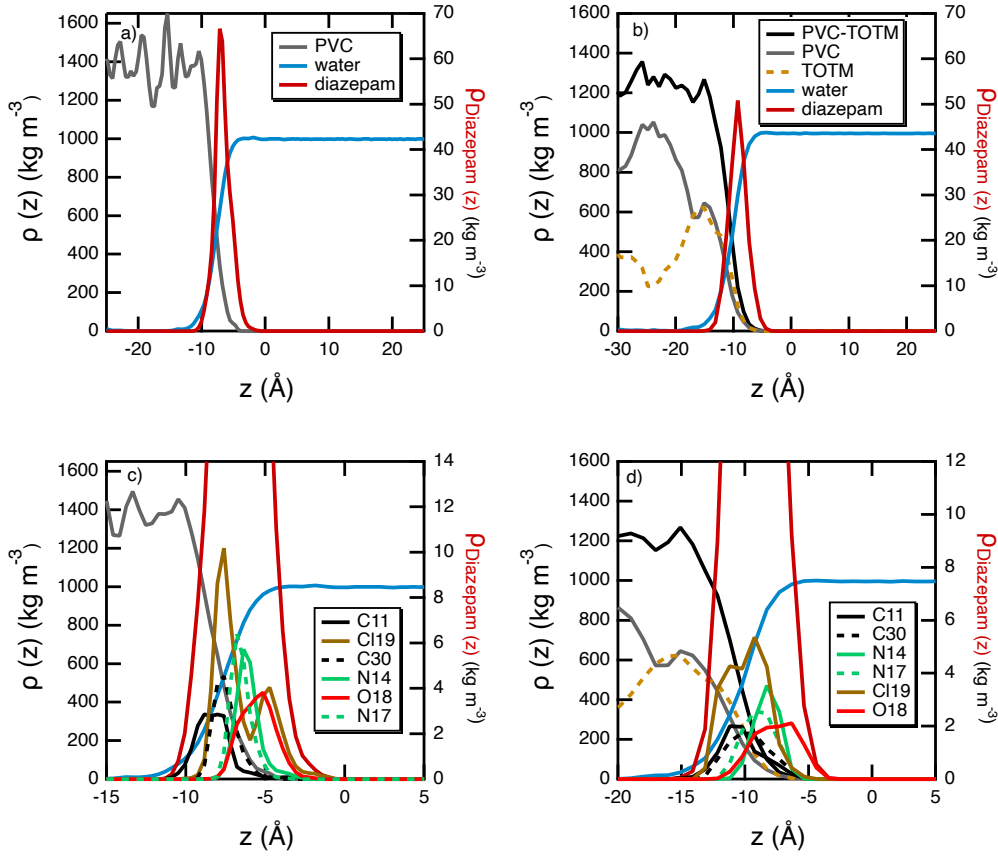 a)
1600
1400
1200
1000
800
600
400
200
0
ρ (z) (kg m-3)
PVC
water
diazepam
70
60
50
40
30
20
10
0
ρDiazepam (z) (kg m-3)
-20
-10
0
10
20
z (Å)
b)
1600
1400
1200
1000
800
600
400
200
0
ρ (z) (kg m-3)
PVC-TOTM
PVC
TOTM
water
diazepam
70
60
50
40
30
20
10
0
ρDiazepam (z) (kg m-3)
-30
-20
-10
0
10
20
z (Å)
c)
1600
1400
1200
1000
800
600
400
200
0
ρ (z) (kg m-3)
C11
Cl19
C30
N14
O18
N17
14
12
10
8
6
4
2
0
ρDiazepam (z) (kg m-3)
-15
-10
-5
0
5
z (Å)
d)
1600
1400
1200
1000
800
600
400
200
0
ρ (z) (kg m-3)
C11
C30
N14
N17
Cl19
O18
12
10
8
6
4
2
0
ρDiazepam (z) (kg m-3)
-20
-15
-10
-5
0
5
z (Å)